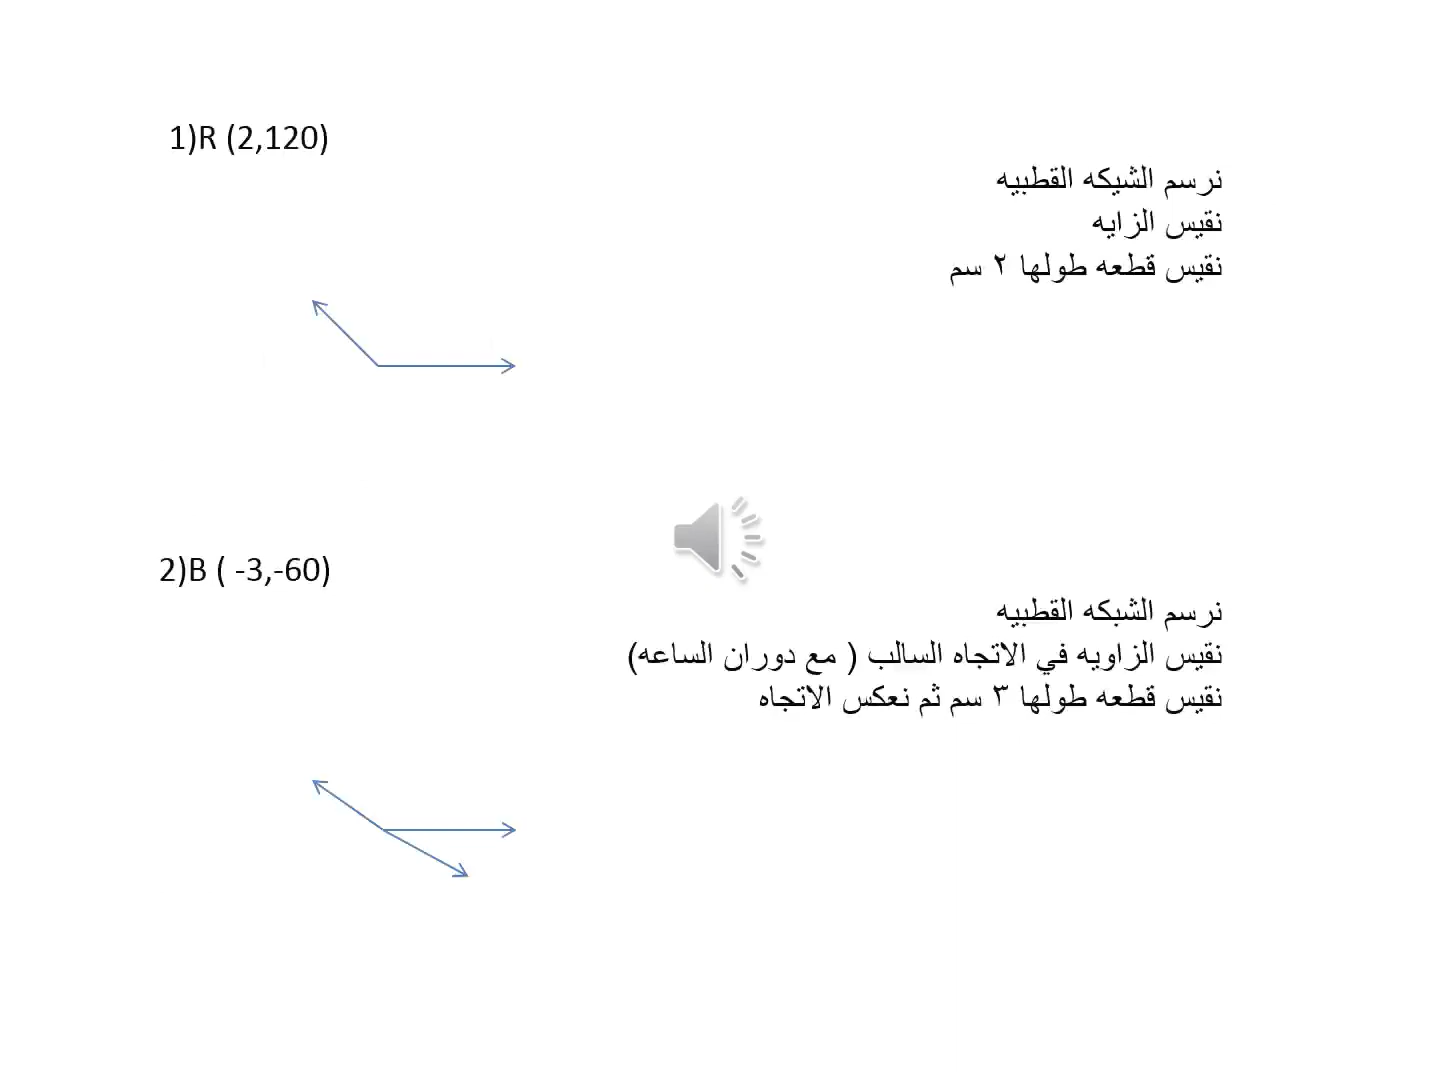 1)R (2,120)
نرسم الشيكه القطبيه
نقيس الزايه
نقيس قطعه طولها ٢ سم
2)B ( -3,-60)
نرسم الشبكه القطبيه
نقيس الزاويه في الاتجاه السالب ( مع دوران الساعه)
نقيس قطعه طولها ٣ سم ثم نعكس الاتجاه